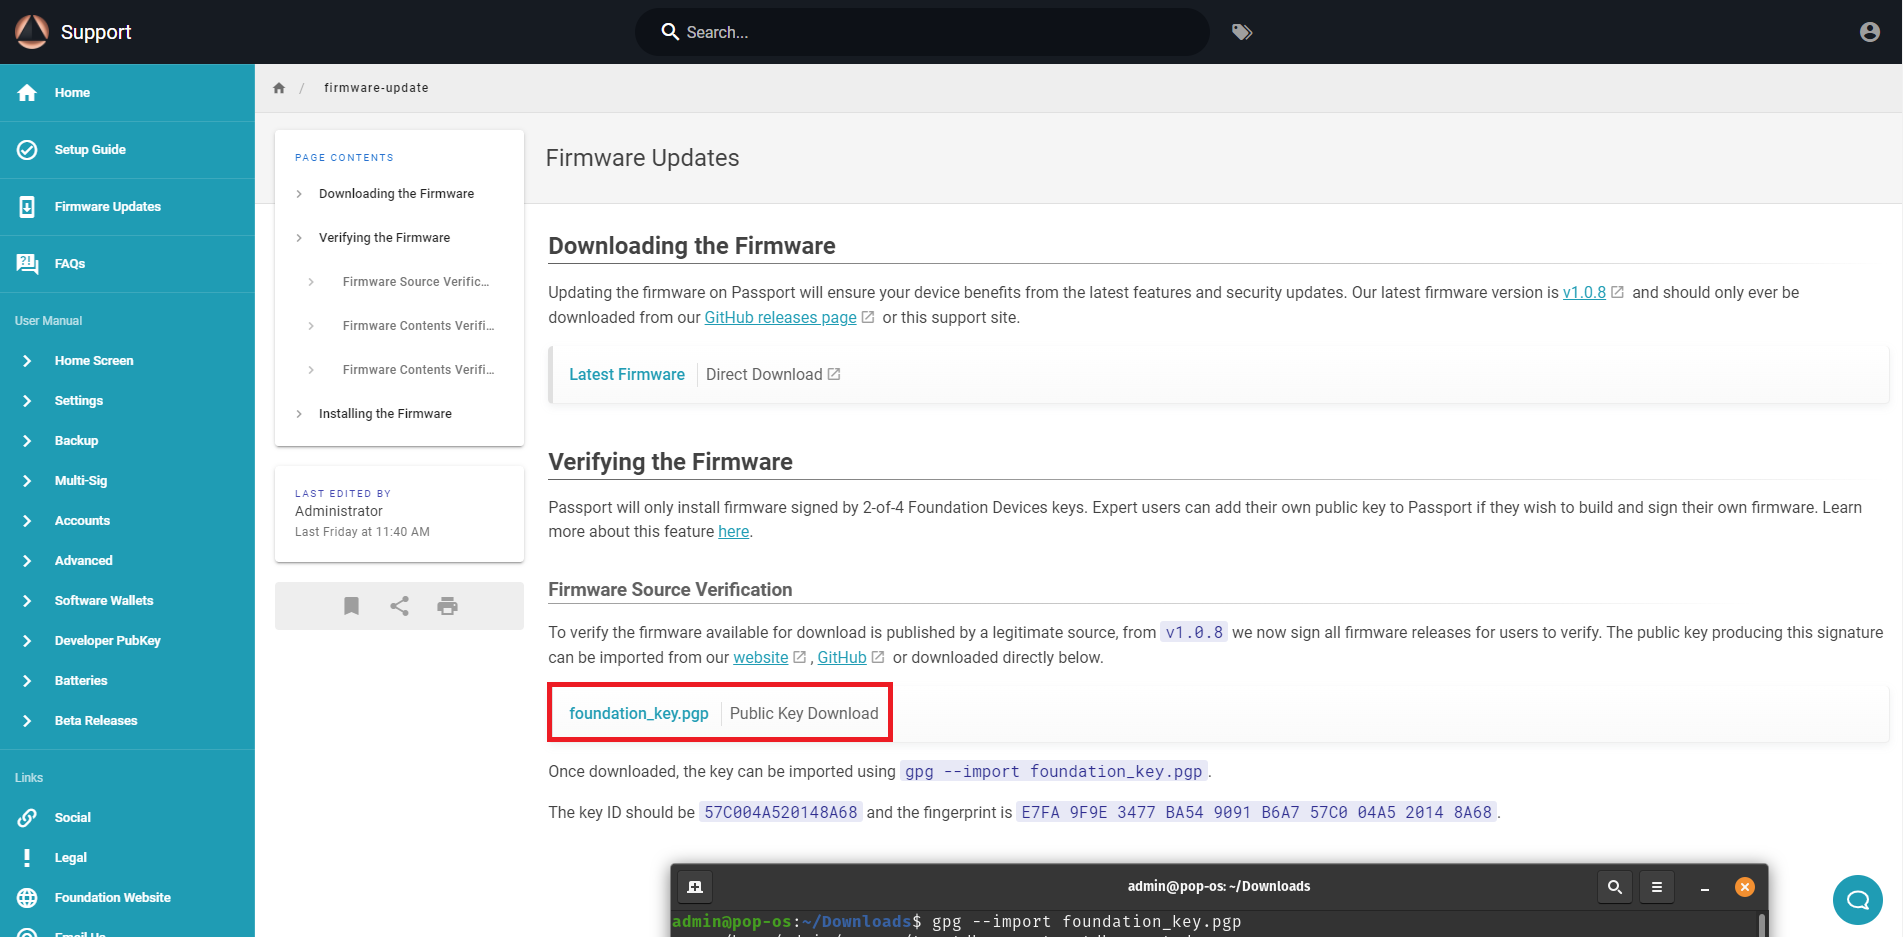 Support
Search...
Home
Setup Guide
Firmware Updates
FAQs
User Manual
Home Screen
Settings
Backup
Multi-Sig
Accounts
Advanced
Software Wallets
Developer PubKey
Batteries
Beta Releases
Links
Social
Legal
Foundation Website
Email Us
/ firmware-update
PAGE CONTENTS
Downloading the Firmware
Verifying the Firmware
Firmware Source Verific...
Firmware Contents Verifi...
Firmware Contents Verifi...
Installing the Firmware
LAST EDITED BY
Administrator
Last Friday at 11:40 AM
Firmware Updates
Downloading the Firmware
Updating the firmware on Passport will ensure your device benefits from the latest features and security updates. Our latest firmware version is v1.0.8 and should only ever be
downloaded from our GitHub releases page or this support site.
Latest Firmware Direct Download
Verifying the Firmware
Passport will only install firmware signed by 2-of-4 Foundation Devices keys. Expert users can add their own public key to Passport if they wish to build and sign their own firmware. Learn
more about this feature here.
Firmware Source Verification
To verify the firmware available for download is published by a legitimate source, from v1.0.8 we now sign all firmware releases for users to verify. The public key producing this signature
can be imported from our website , GitHub or downloaded directly below.
foundation_key.pgp Public Key Download
Once downloaded, the key can be imported using gpg --import foundation_key.pgp.
The key ID should be 57C004A520148A68 and the fingerprint is E7FA 9F9E 3477 BA54 9091 B6A7 57C0 04A5 2014 8A68.
admin@pop-os: ~/Downloads
admin@pop-os:~/Downloads$ gpg --import foundation_key.pgp